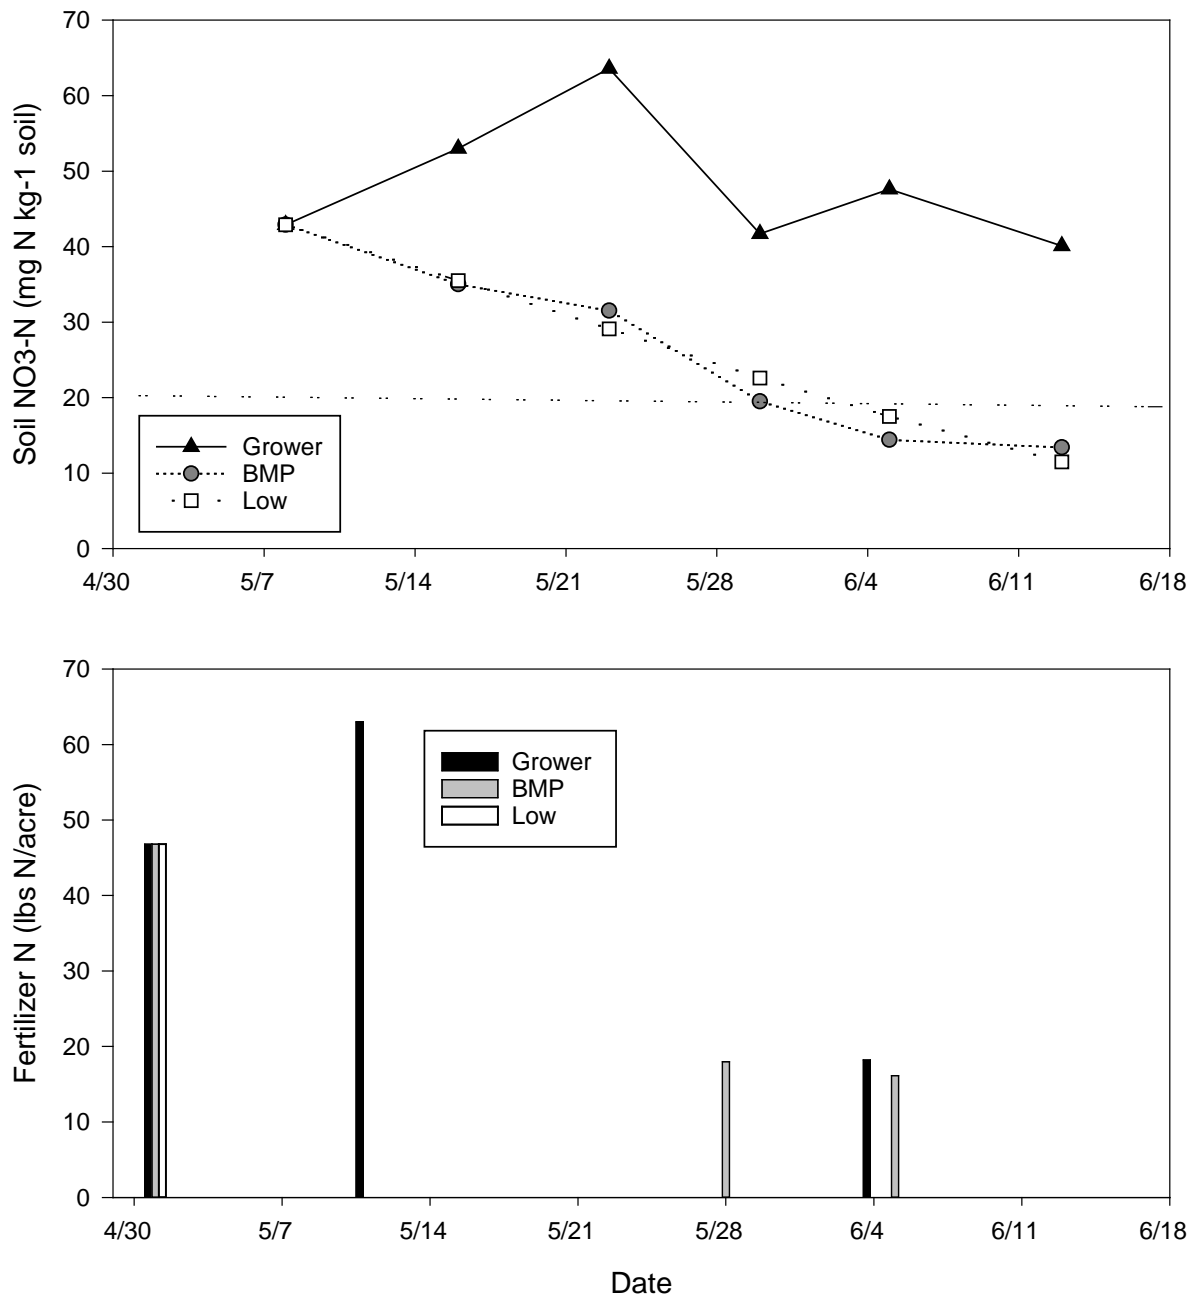 70
60
50
40
30
20
10
0
Soil NO3-N (mg N kg-1 soil)
Grower
BMP
Low
4/30 5/7 5/14 5/21 5/28 6/4 6/11 6/18
70
60
50
40
30
20
10
0
Fertilizer N (lbs N/acre)
Grower
BMP
Low
4/30 5/7 5/14 5/21 5/28 6/4 6/11 6/18
Date